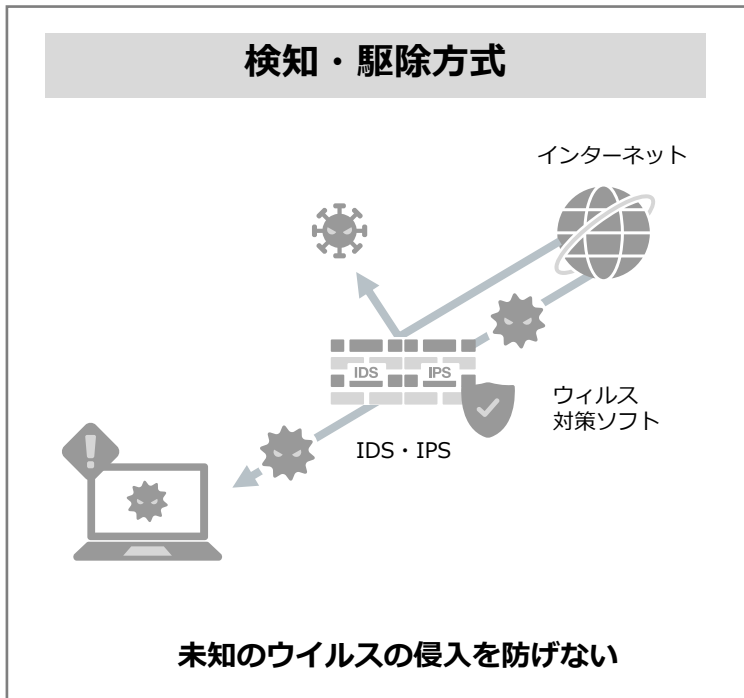 検知・駆除方式
インターネット
IDS
IPS
ウィルス
対策ソフト
IDS・IPS
未知のウイルスの侵入を防げない